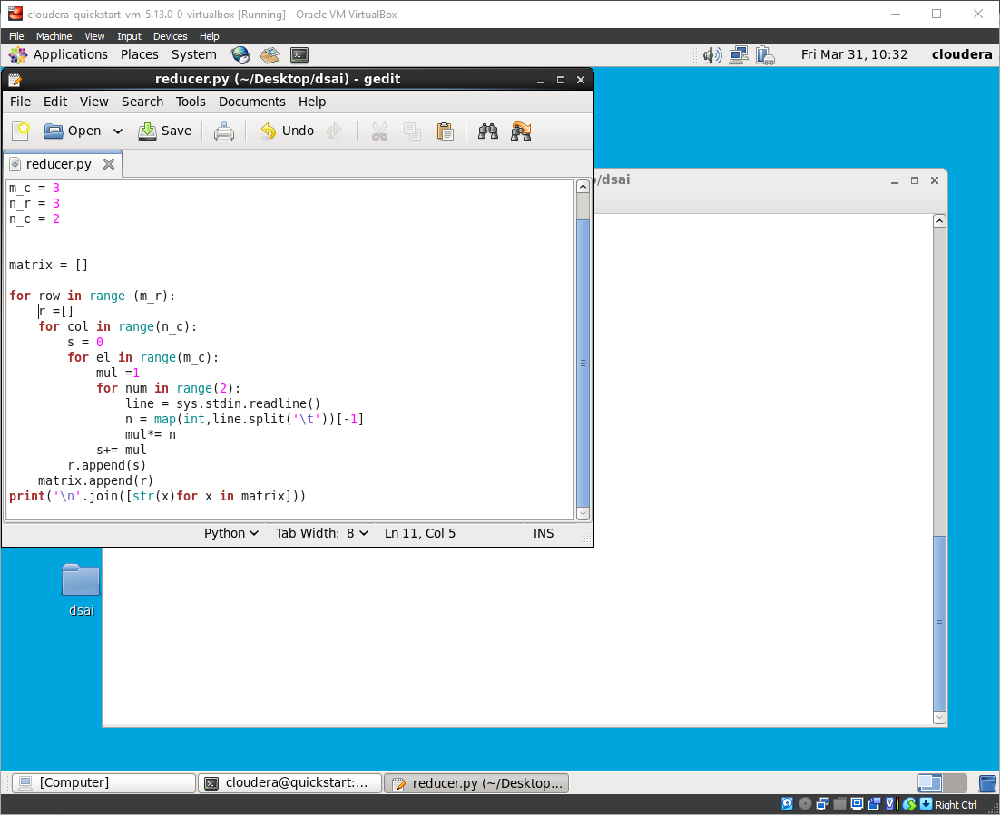 cloudera-quickstart-vm-5.13.0-0-virtualbox [Running] - Oracle VM VirtualBox
File Machine View Input Devices Help
Applications Places System Fri Mar 31, 10:32 cloudera
reducer.py (~/Desktop/dsai) - gedit
File Edit View Search Tools Documents Help
Open Save Undo
reducer.py
/dsai
m_c = 3
n_r = 3
n_c = 2
matrix = []
for row in range (m_r):
    r =[]
    for col in range(n_c):
        s = 0
        for el in range(m_c):
            mul =1
            for num in range(2):
                line = sys.stdin.readline()
                n = map(int,line.split('\t'))[-1]
                mul*= n
            s+= mul
        r.append(s)
    matrix.append(r)
print('\n'.join([str(x)for x in matrix]))
Python Tab Width: 8 Ln 11, Col 5 INS
dsai
[Computer] cloudera@quickstart:... reducer.py (~/Desktop...
Right Ctrl